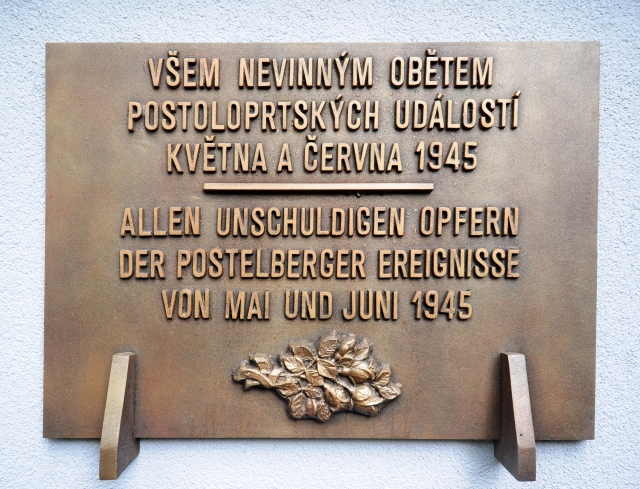 VŠEM NEVINNÝM OBĚTEM
POSTOLOPRTSKÝCH UDÁLOSTÍ
KVĚTNA A ČERVNA 1945
ALLEN UNSCHULDIGEN OPFERN
DER POSTELBERGER EREIGNISSE
VON MAI UND JUNI 1945